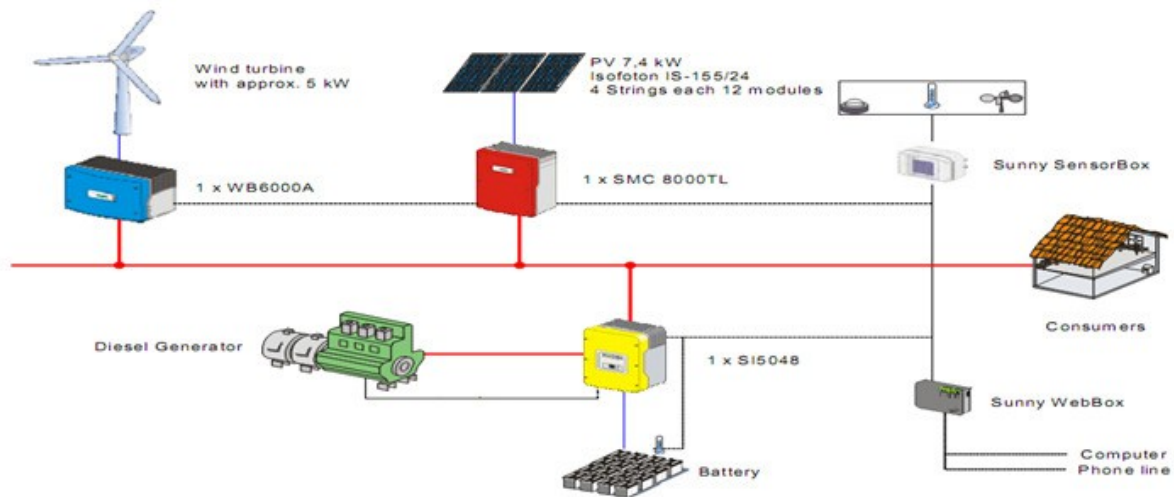 Wind turbine
with approx. 5 kW
PV 7,4 kW
Isofoton IS-155/24
4 Strings each 12 modules
Sunny SensorBox
1 x WB6000A
1 x SMC 8000TL
Consumers
Diesel Generator
1 x SI5048
Sunny WebBox
Battery
Computer
Phone line